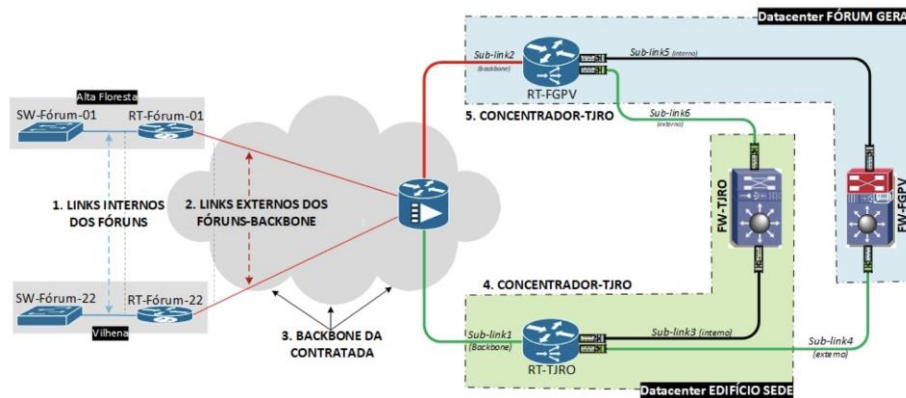 Datacenter FÓRUM GERA
Sub-link2
(backbone)
Sub-link5 (interno)
RT-FGPV
Alta Floresta
SW-Fórum-01
RT-Fórum-01
5. CONCENTRADOR-TJRO
Sub-link6
(externo)
1. LINKS INTERNOS
DOS FÓRUNS
2. LINKS EXTERNOS DOS
FÓRUNS-BACKBONE
FW-TJRO
FW-FGPV
SW-Fórum-22
RT-Fórum-22
Vilhena
3. BACKBONE DA
CONTRATADA
4. CONCENTRADOR-TJRO
Sub-link1
(Backbone)
Sub-link3 (interno)
Sub-link4
(externo)
RT-TJRO
Datacenter EDIFÍCIO SEDE